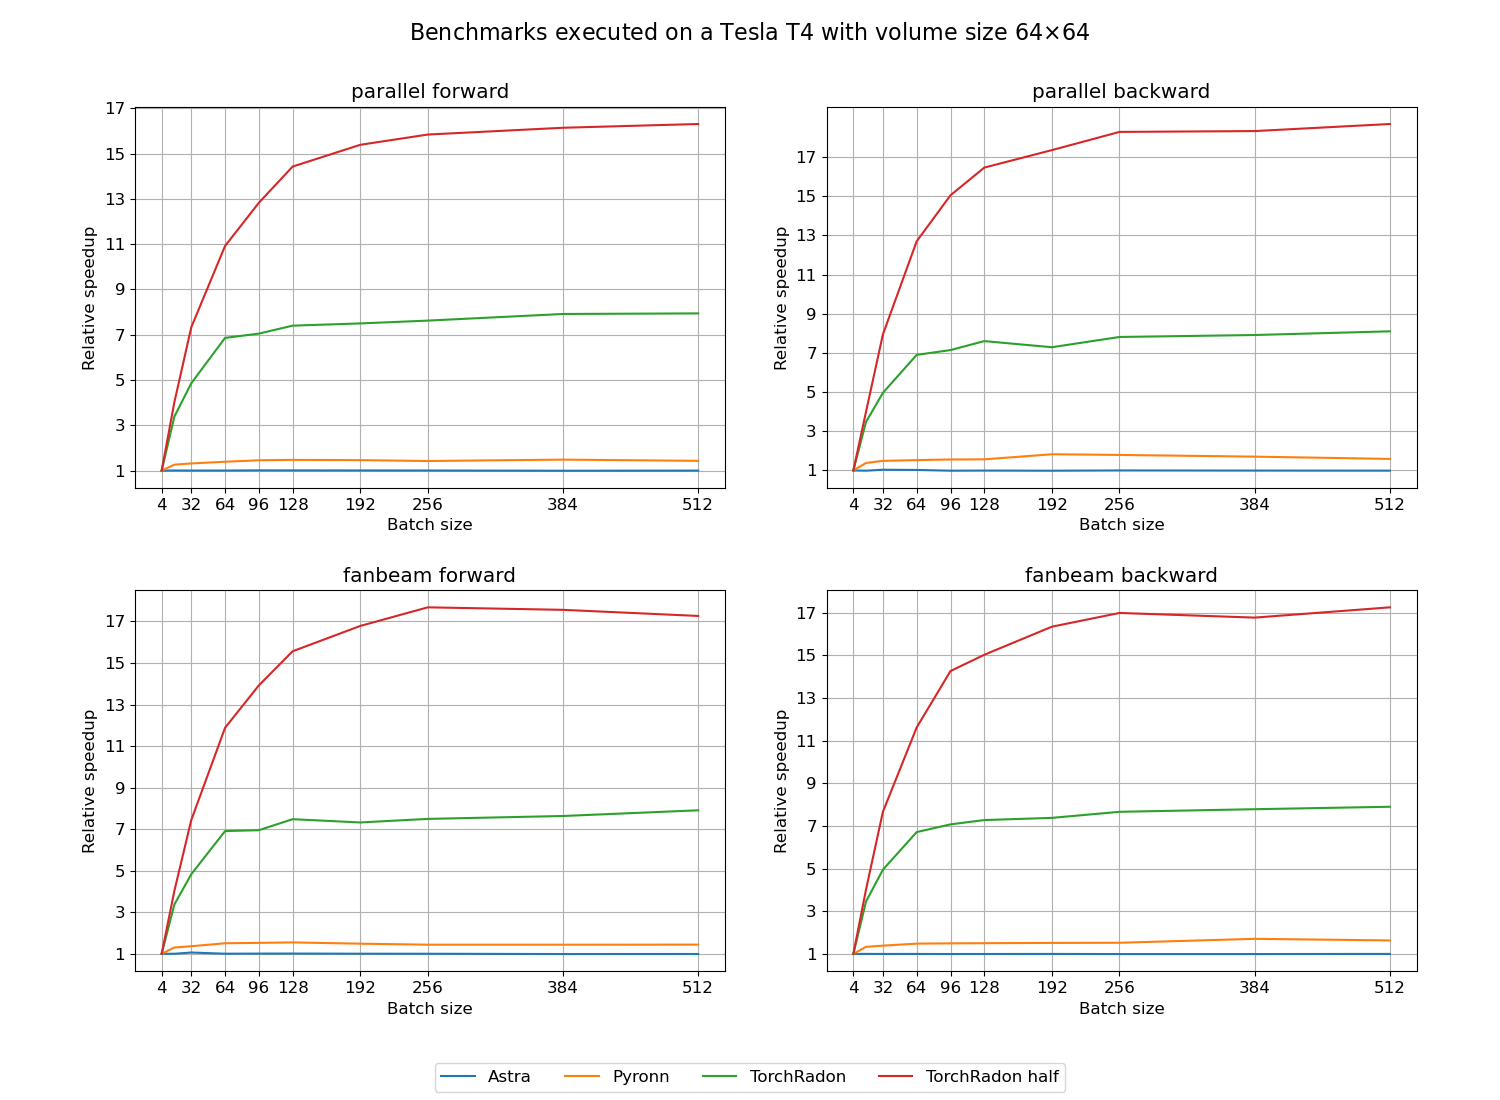 Benchmarks executed on a Tesla T4 with volume size 64×64
parallel forward
17
15
13
11
9
7
5
3
1
Relative speedup
4 32 64 96 128 192 256 384 512
Batch size
parallel backward
17
15
13
11
9
7
5
3
1
Relative speedup
4 32 64 96 128 192 256 384 512
Batch size
fanbeam forward
17
15
13
11
9
7
5
3
1
Relative speedup
4 32 64 96 128 192 256 384 512
Batch size
fanbeam backward
17
15
13
11
9
7
5
3
1
Relative speedup
4 32 64 96 128 192 256 384 512
Batch size
Astra Pyronn TorchRadon TorchRadon half